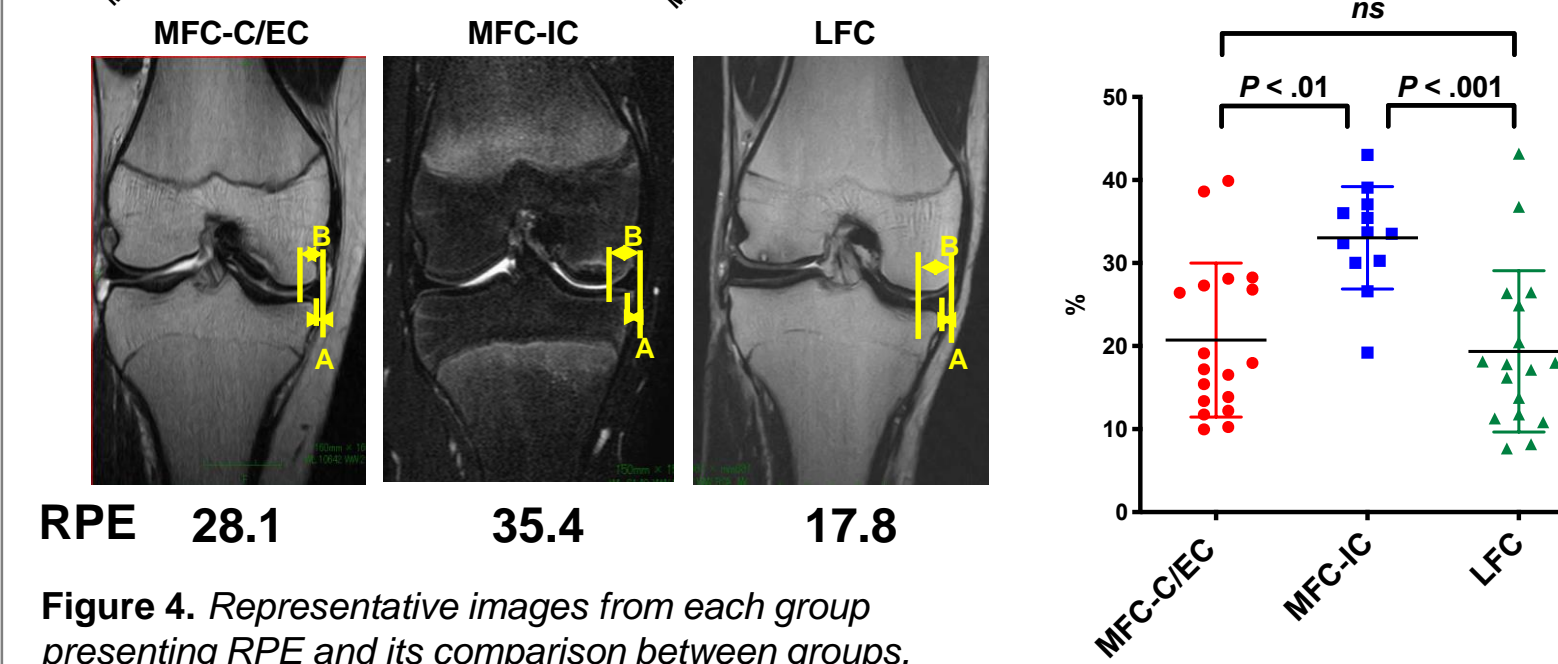 MFC-C/EC
MFC-IC
LFC
B
A
B
A
B
A
RPE
28.1
35.4
17.8
Figure 4. Representative images from each group
presenting RPE and its comparison between groups.
ns
P < .01
P < .001
50
40
30
20
10
0
%
MFC-C/EC
MFC-IC
LFC